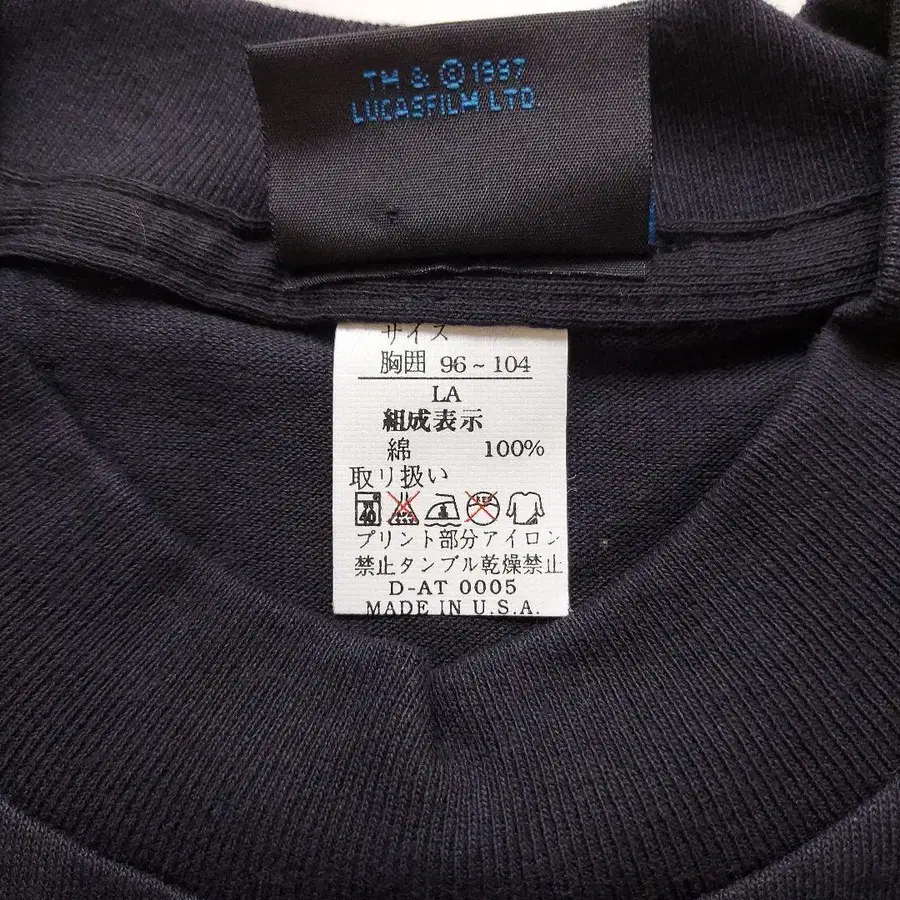 TM & © 1997
LUCASFILM LTD
サイズ
胸囲 96~104
LA
組成表示
綿 100%
取り扱い
40
プリント部分アイロン
禁止タンブル乾燥禁止
D-AT 0005
MADE IN U.S.A.